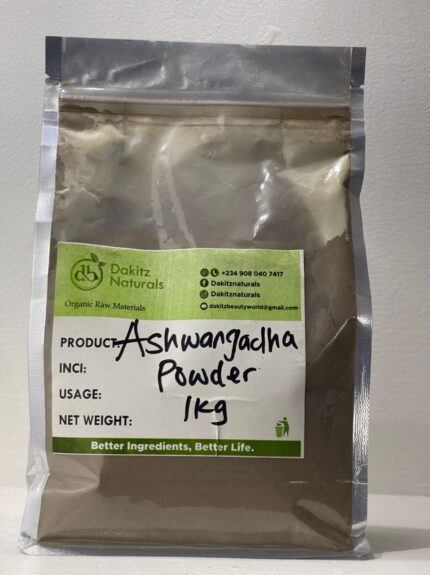 db
Dakitz
Naturals
Organic Raw Materials
+234 908 040 7417
Dakitznaturals
Dakitznaturals
dakitzbeautyworld@gmail.com
PRODUCT: Ashwangadha
INCI: Powder
USAGE:
NET WEIGHT: 1kg
Better Ingredients, Better Life.